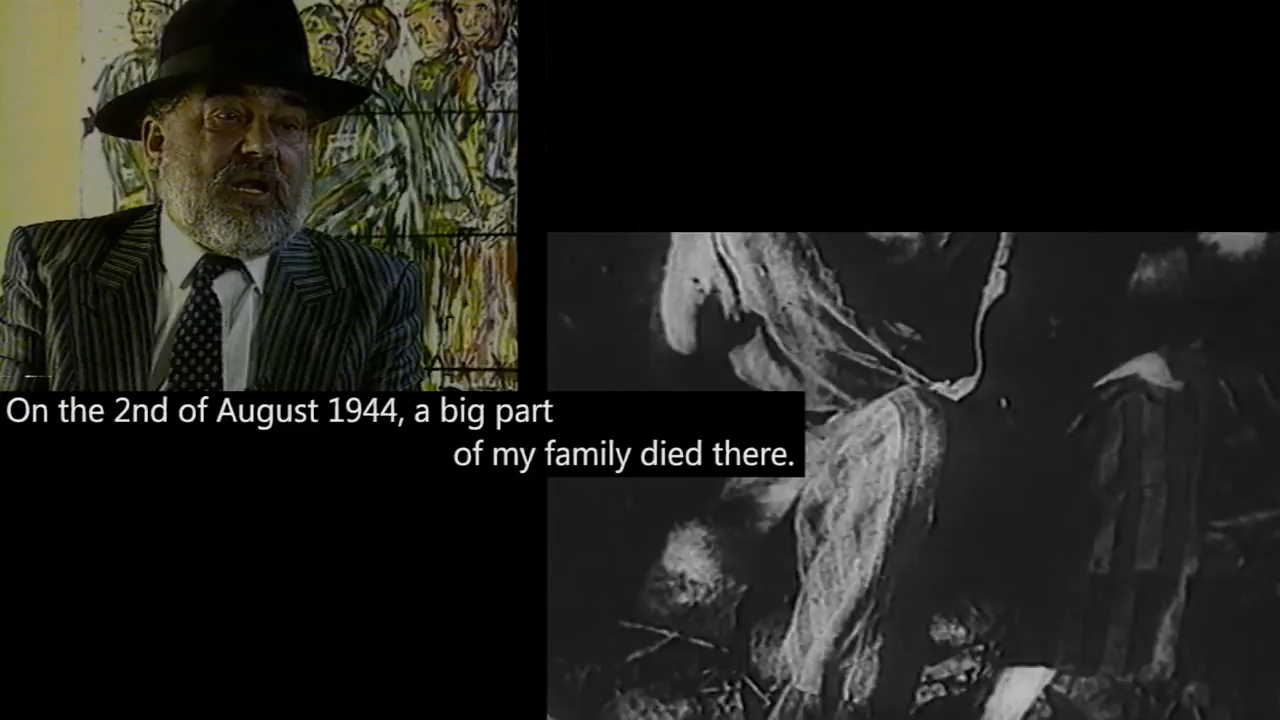 On the 2nd of August 1944, a big part
of my family died there.